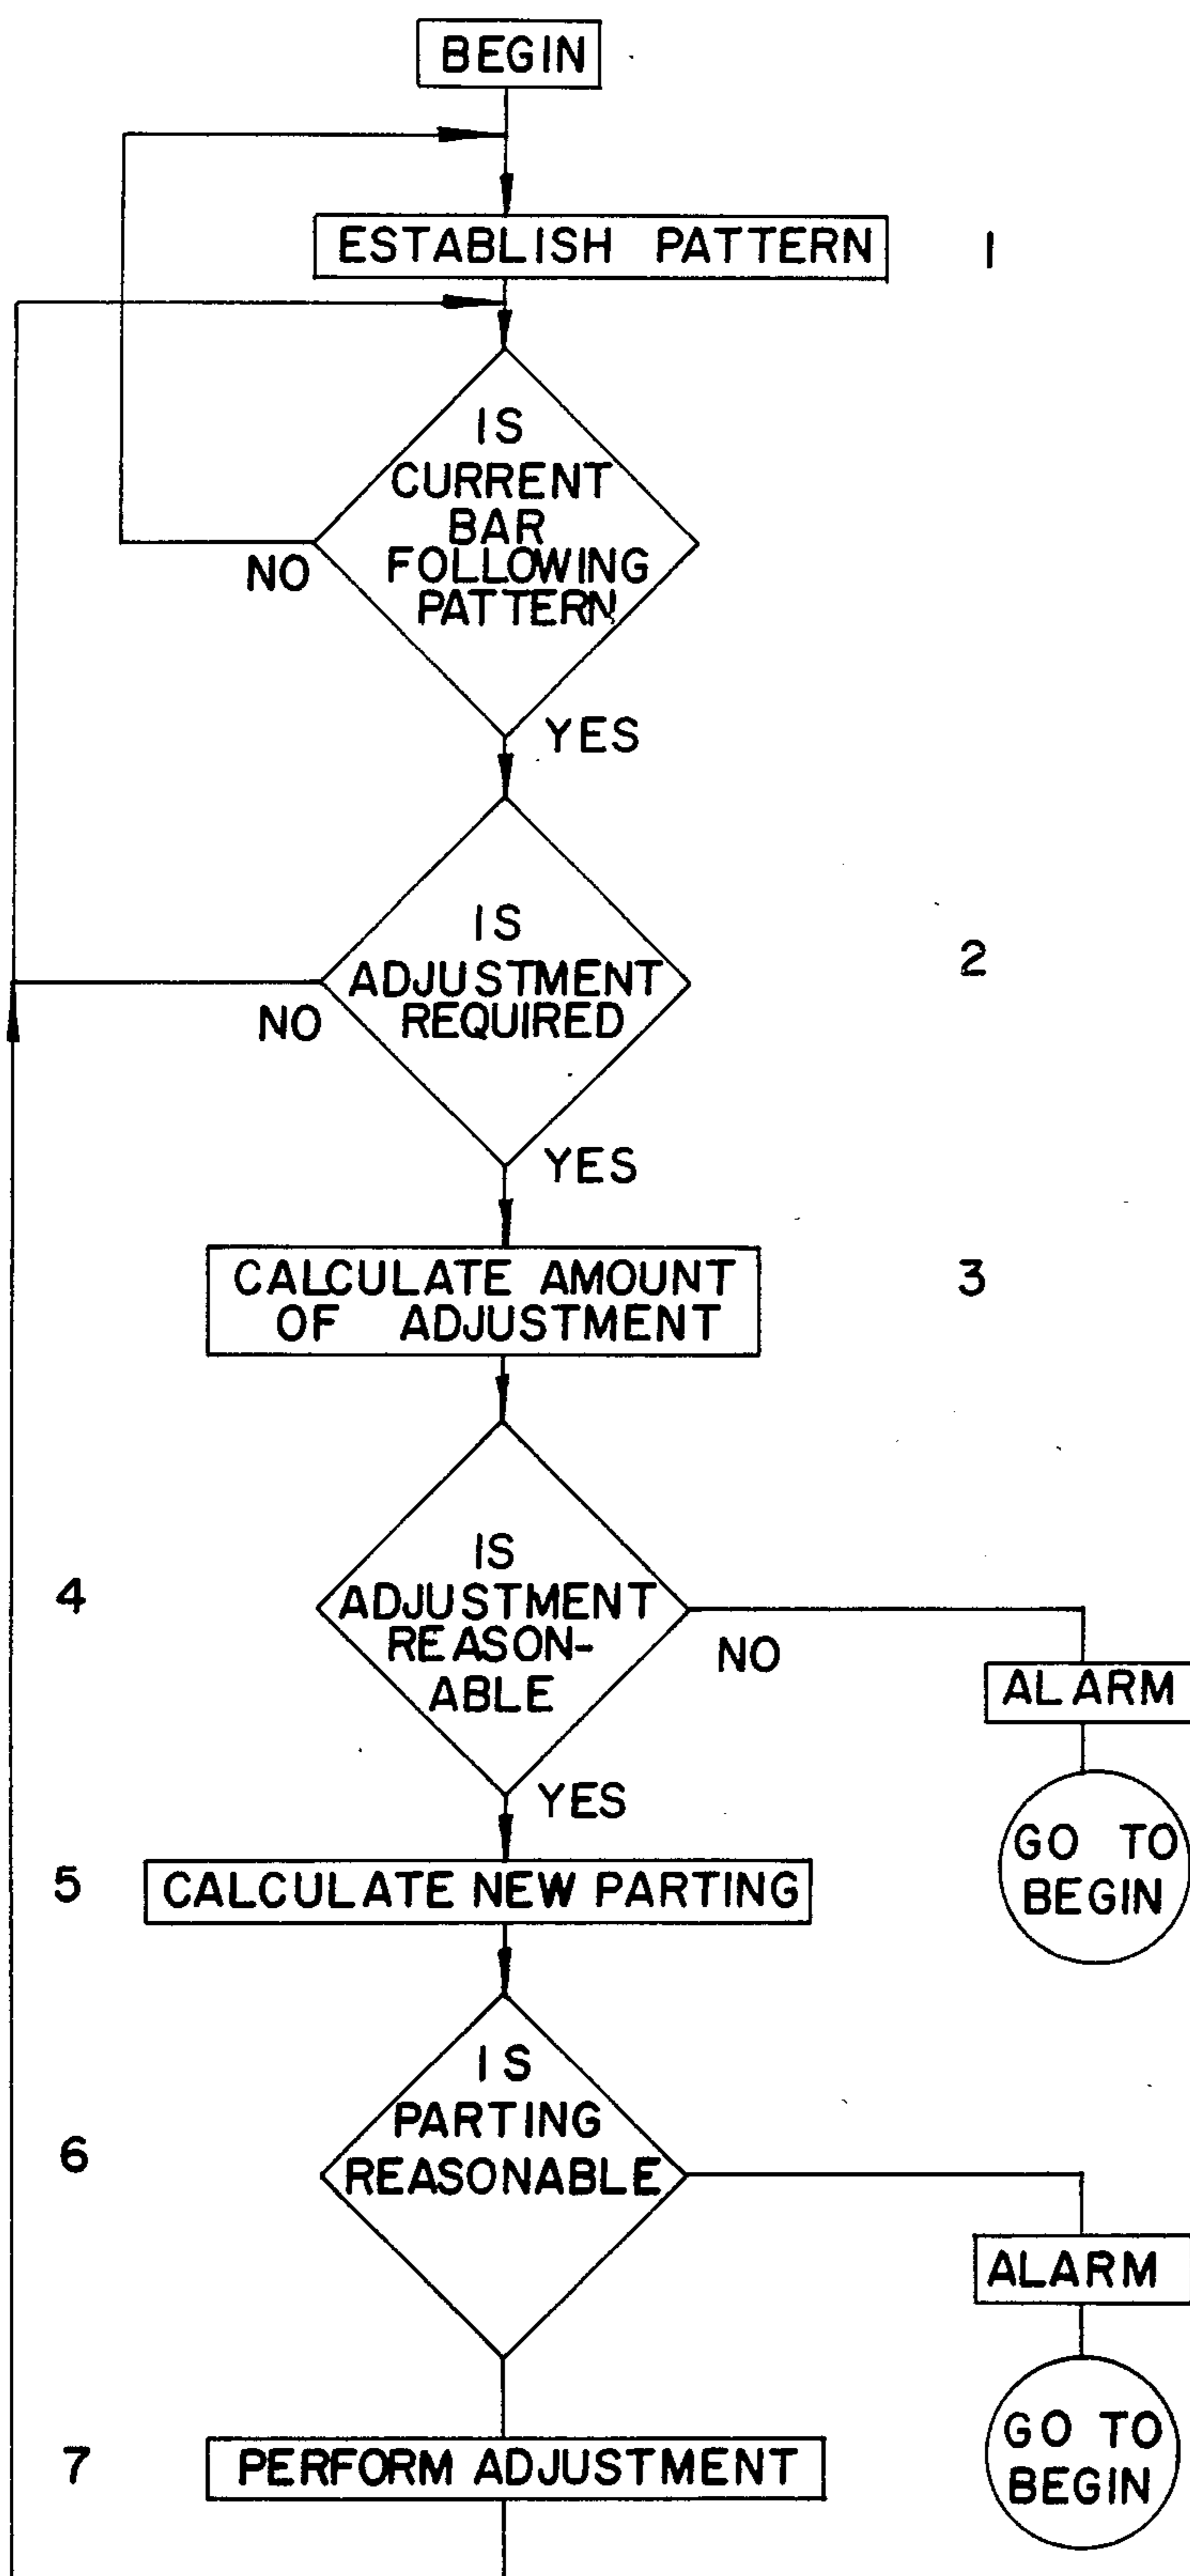 BEGIN
ESTABLISH PATTERN
1
IS
CURRENT
BAR
FOLLOWING
PATTERN
NO
YES
IS
ADJUSTMENT
REQUIRED
2
NO
YES
CALCULATE AMOUNT
OF ADJUSTMENT
3
4
IS
ADJUSTMENT
REASON-
ABLE
NO
ALARM
YES
GO TO
BEGIN
5
CALCULATE NEW PARTING
6
IS
PARTING
REASONABLE
ALARM
GO TO
BEGIN
7
PERFORM ADJUSTMENT